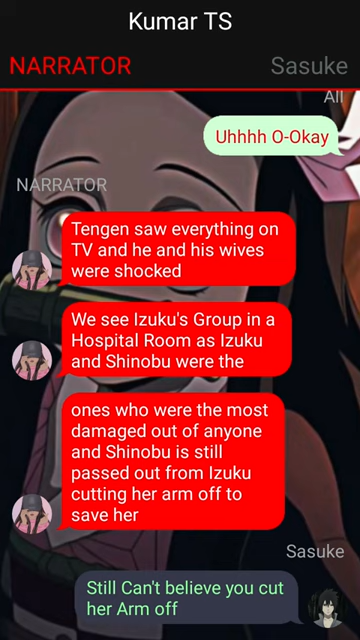 Kumar TS
NARRATOR Sasuke
All
Uhhhh O-Okay
NARRATOR
Tengen saw everything on
TV and he and his wives
were shocked
We see Izuku's Group in a
Hospital Room as Izuku
and Shinobu were the
ones who were the most
damaged out of anyone
and Shinobu is still
passed out from Izuku
cutting her arm off to
save her
Sasuke
Still Can't believe you cut
her Arm off